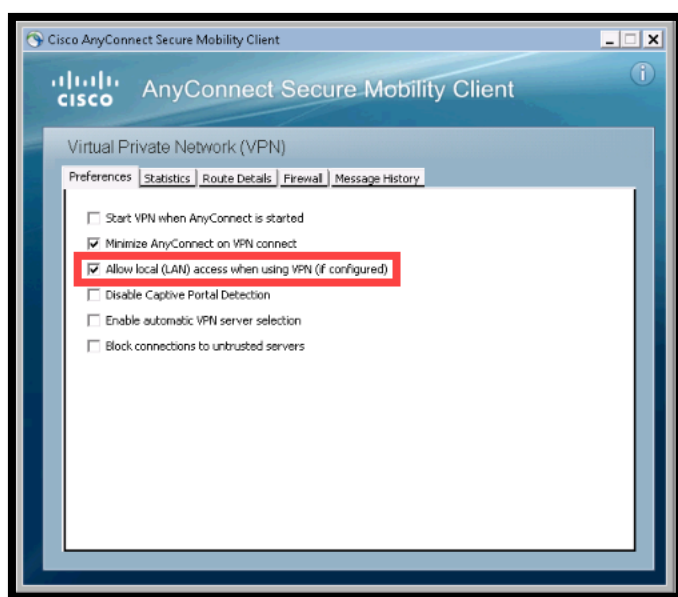 Cisco AnyConnect Secure Mobility Client
CISCO AnyConnect Secure Mobility Client
Virtual Private Network (VPN)
Preferences Statistics Route Details Firewall Message History
Start VPN when AnyConnect is started
Minimize AnyConnect on VPN connect
Allow local (LAN) access when using VPN (if configured)
Disable Captive Portal Detection
Enable automatic VPN server selection
Block connections to untrusted servers